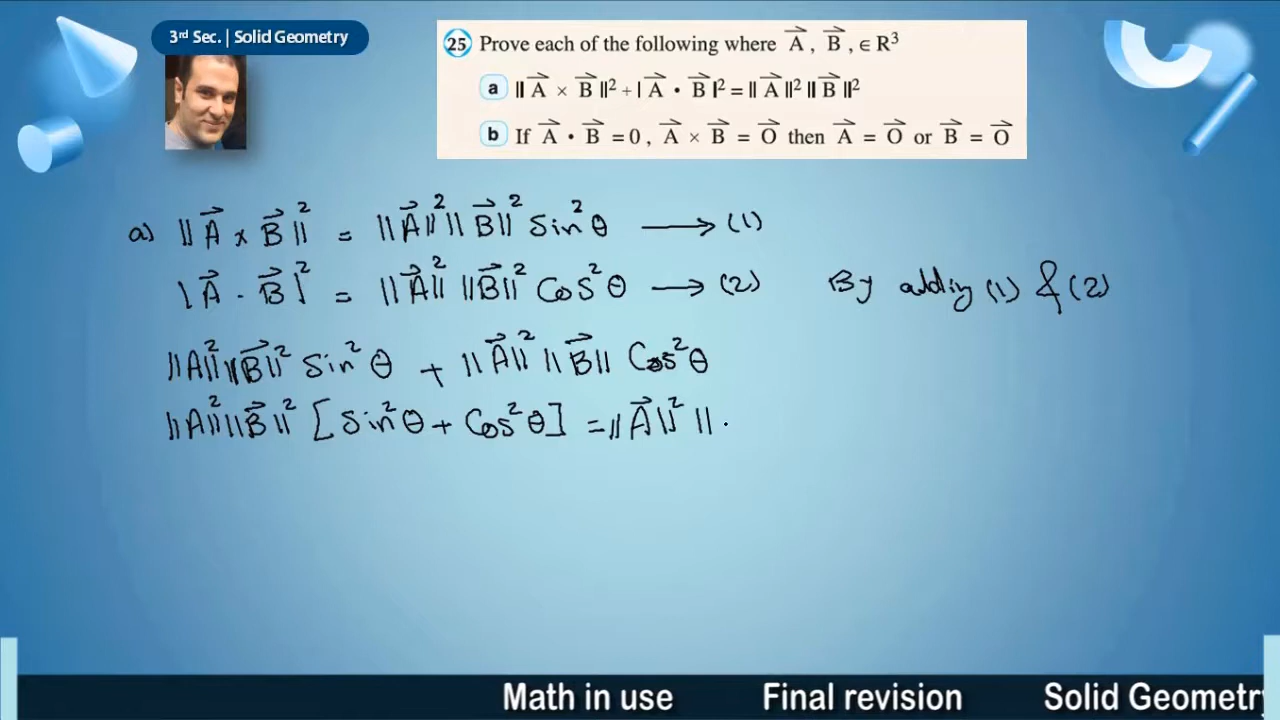 3rd Sec. | Solid Geometry
25 Prove each of the following where A⃗ , B⃗ , ∈ R³
a || A⃗ × B⃗ ||² + | A⃗ • B⃗ |² = || A⃗ ||² || B⃗ ||²
b If A⃗ • B⃗ = 0 , A⃗ × B⃗ = O⃗ then A⃗ = O⃗ or B⃗ = O⃗
a) ||A⃗ × B⃗||² = ||A⃗||² ||B⃗||² Sin²θ → (1)
|A⃗ · B⃗|² = ||A⃗||² ||B⃗||² Cos²θ → (2) By adding (1) & (2)
||A||² ||B⃗||² Sin²θ + ||A⃗||² ||B⃗|| Cos²θ
||A||² ||B⃗||² [Sin²θ + Cos²θ] = ||A⃗||² ||
Math in use Final revision Solid Geometry